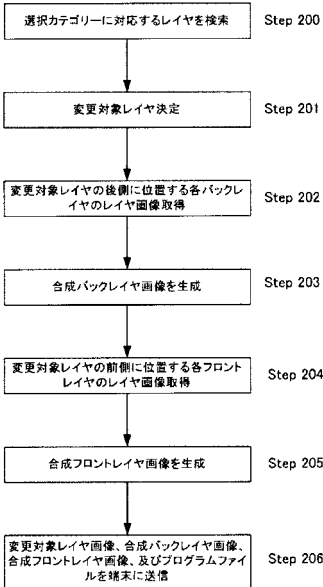 選択カテゴリーに対応するレイヤを検索 Step 200
変更対象レイヤ決定 Step 201
変更対象レイヤの後側に位置する各バックレ
イヤのレイヤ画像取得 Step 202
合成バックレイヤ画像を生成 Step 203
変更対象レイヤの前側に位置する各フロント
レイヤのレイヤ画像取得 Step 204
合成フロントレイヤ画像を生成 Step 205
変更対象レイヤ画像、合成バックレイヤ画像、
合成フロントレイヤ画像、及びプログラムファイ
ルを端末に送信 Step 206